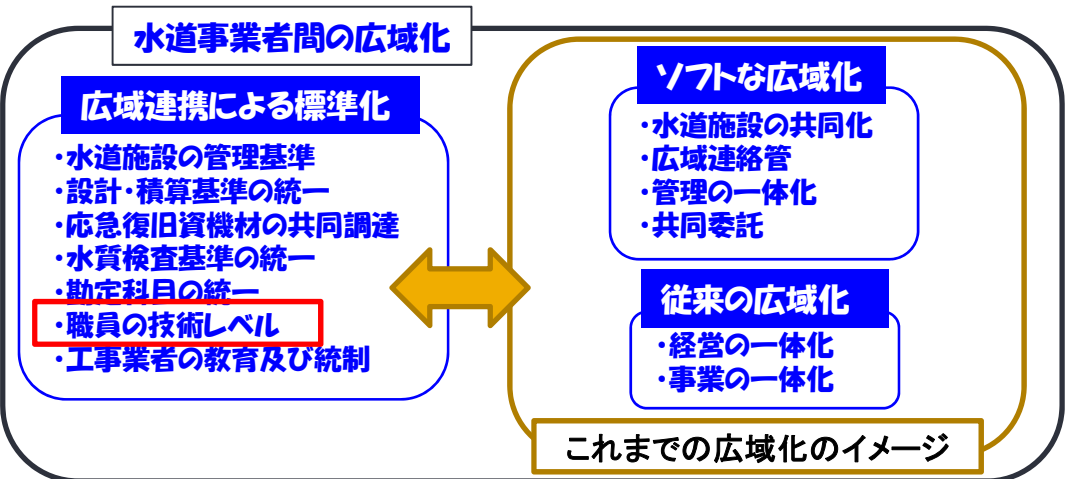 水道事業者間の広域化
広域連携による標準化
・水道施設の管理基準
・設計・積算基準の統一
・応急復旧資機材の共同調達
・水質検査基準の統一
・勘定科目の統一
・職員の技術レベル
・工事業者の教育及び統制
ソフトな広域化
・水道施設の共同化
・広域連絡管
・管理の一体化
・共同委託
従来の広域化
・経営の一体化
・事業の一体化
これまでの広域化のイメージ